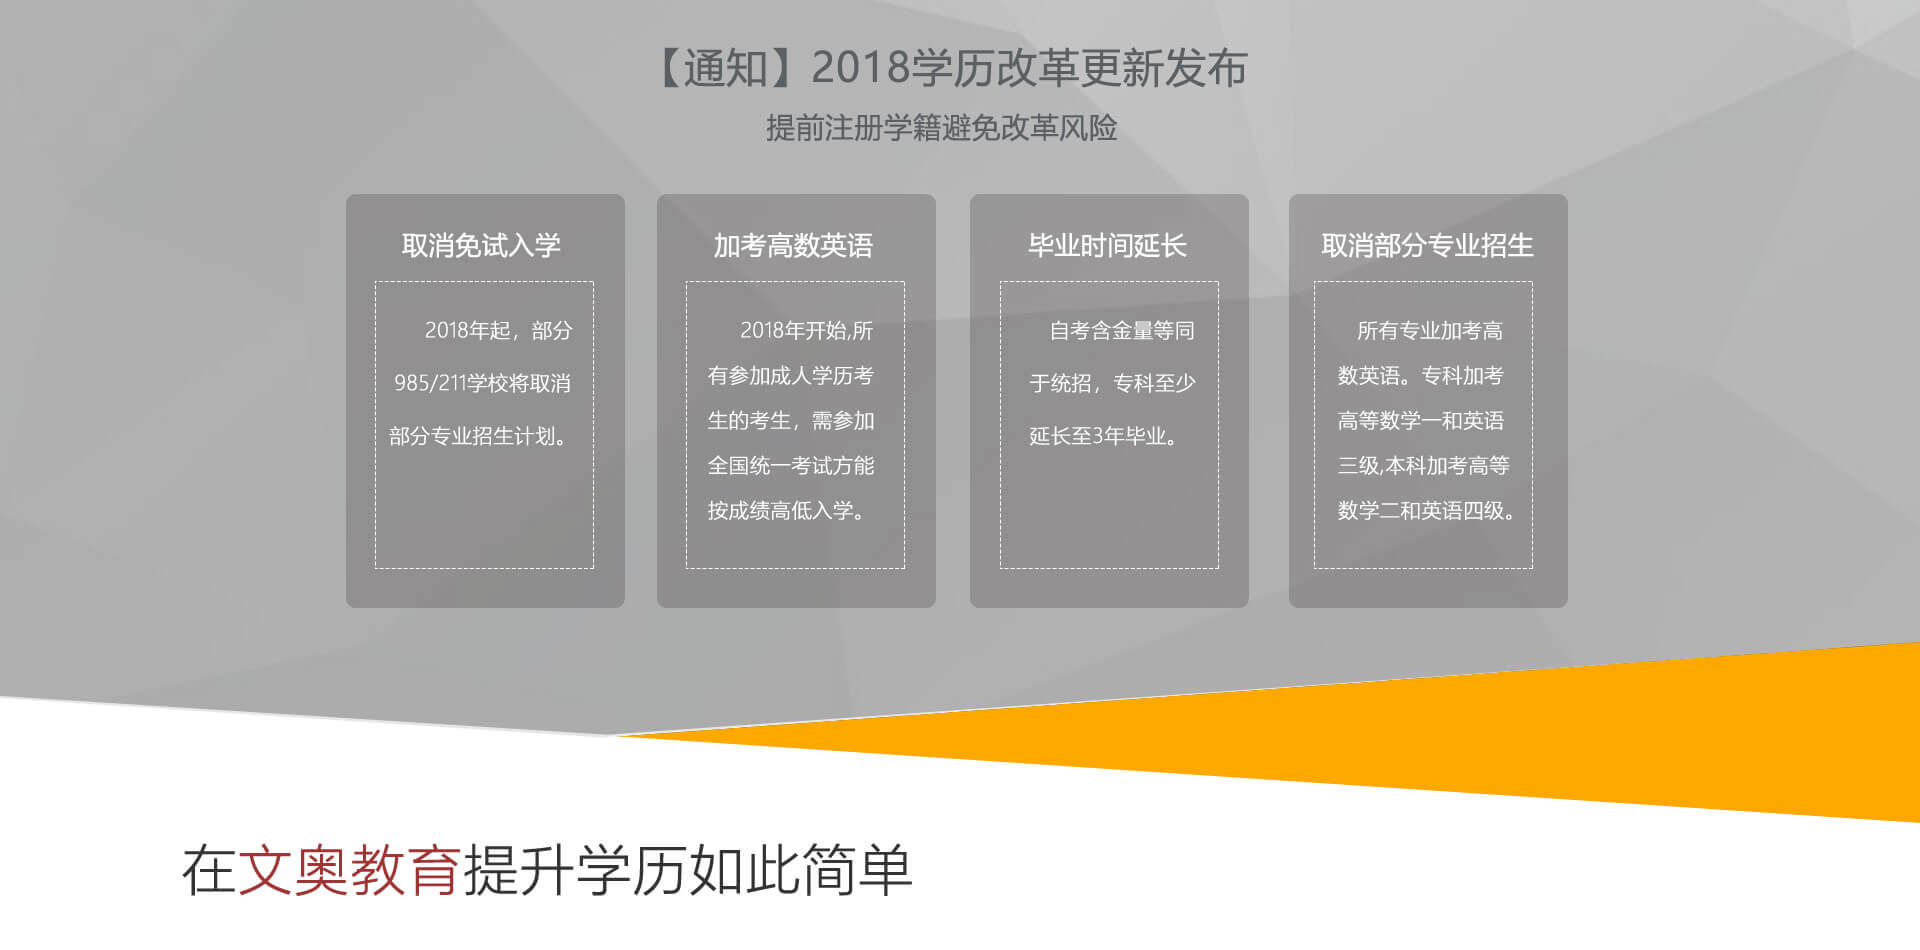 【通知】2018学历改革更新发布
提前注册学籍避免改革风险
取消免试入学
2018年起，部分
985/211学校将取消
部分专业招生计划。
加考高数英语
2018年开始,所
有参加成人学历考
生的考生，需参加
全国统一考试方能
按成绩高低入学。
毕业时间延长
自考含金量等同
于统招，专科至少
延长至3年毕业。
取消部分专业招生
所有专业加考高
数英语。专科加考
高等数学一和英语
三级,本科加考高等
数学二和英语四级。
在文奥教育提升学历如此简单